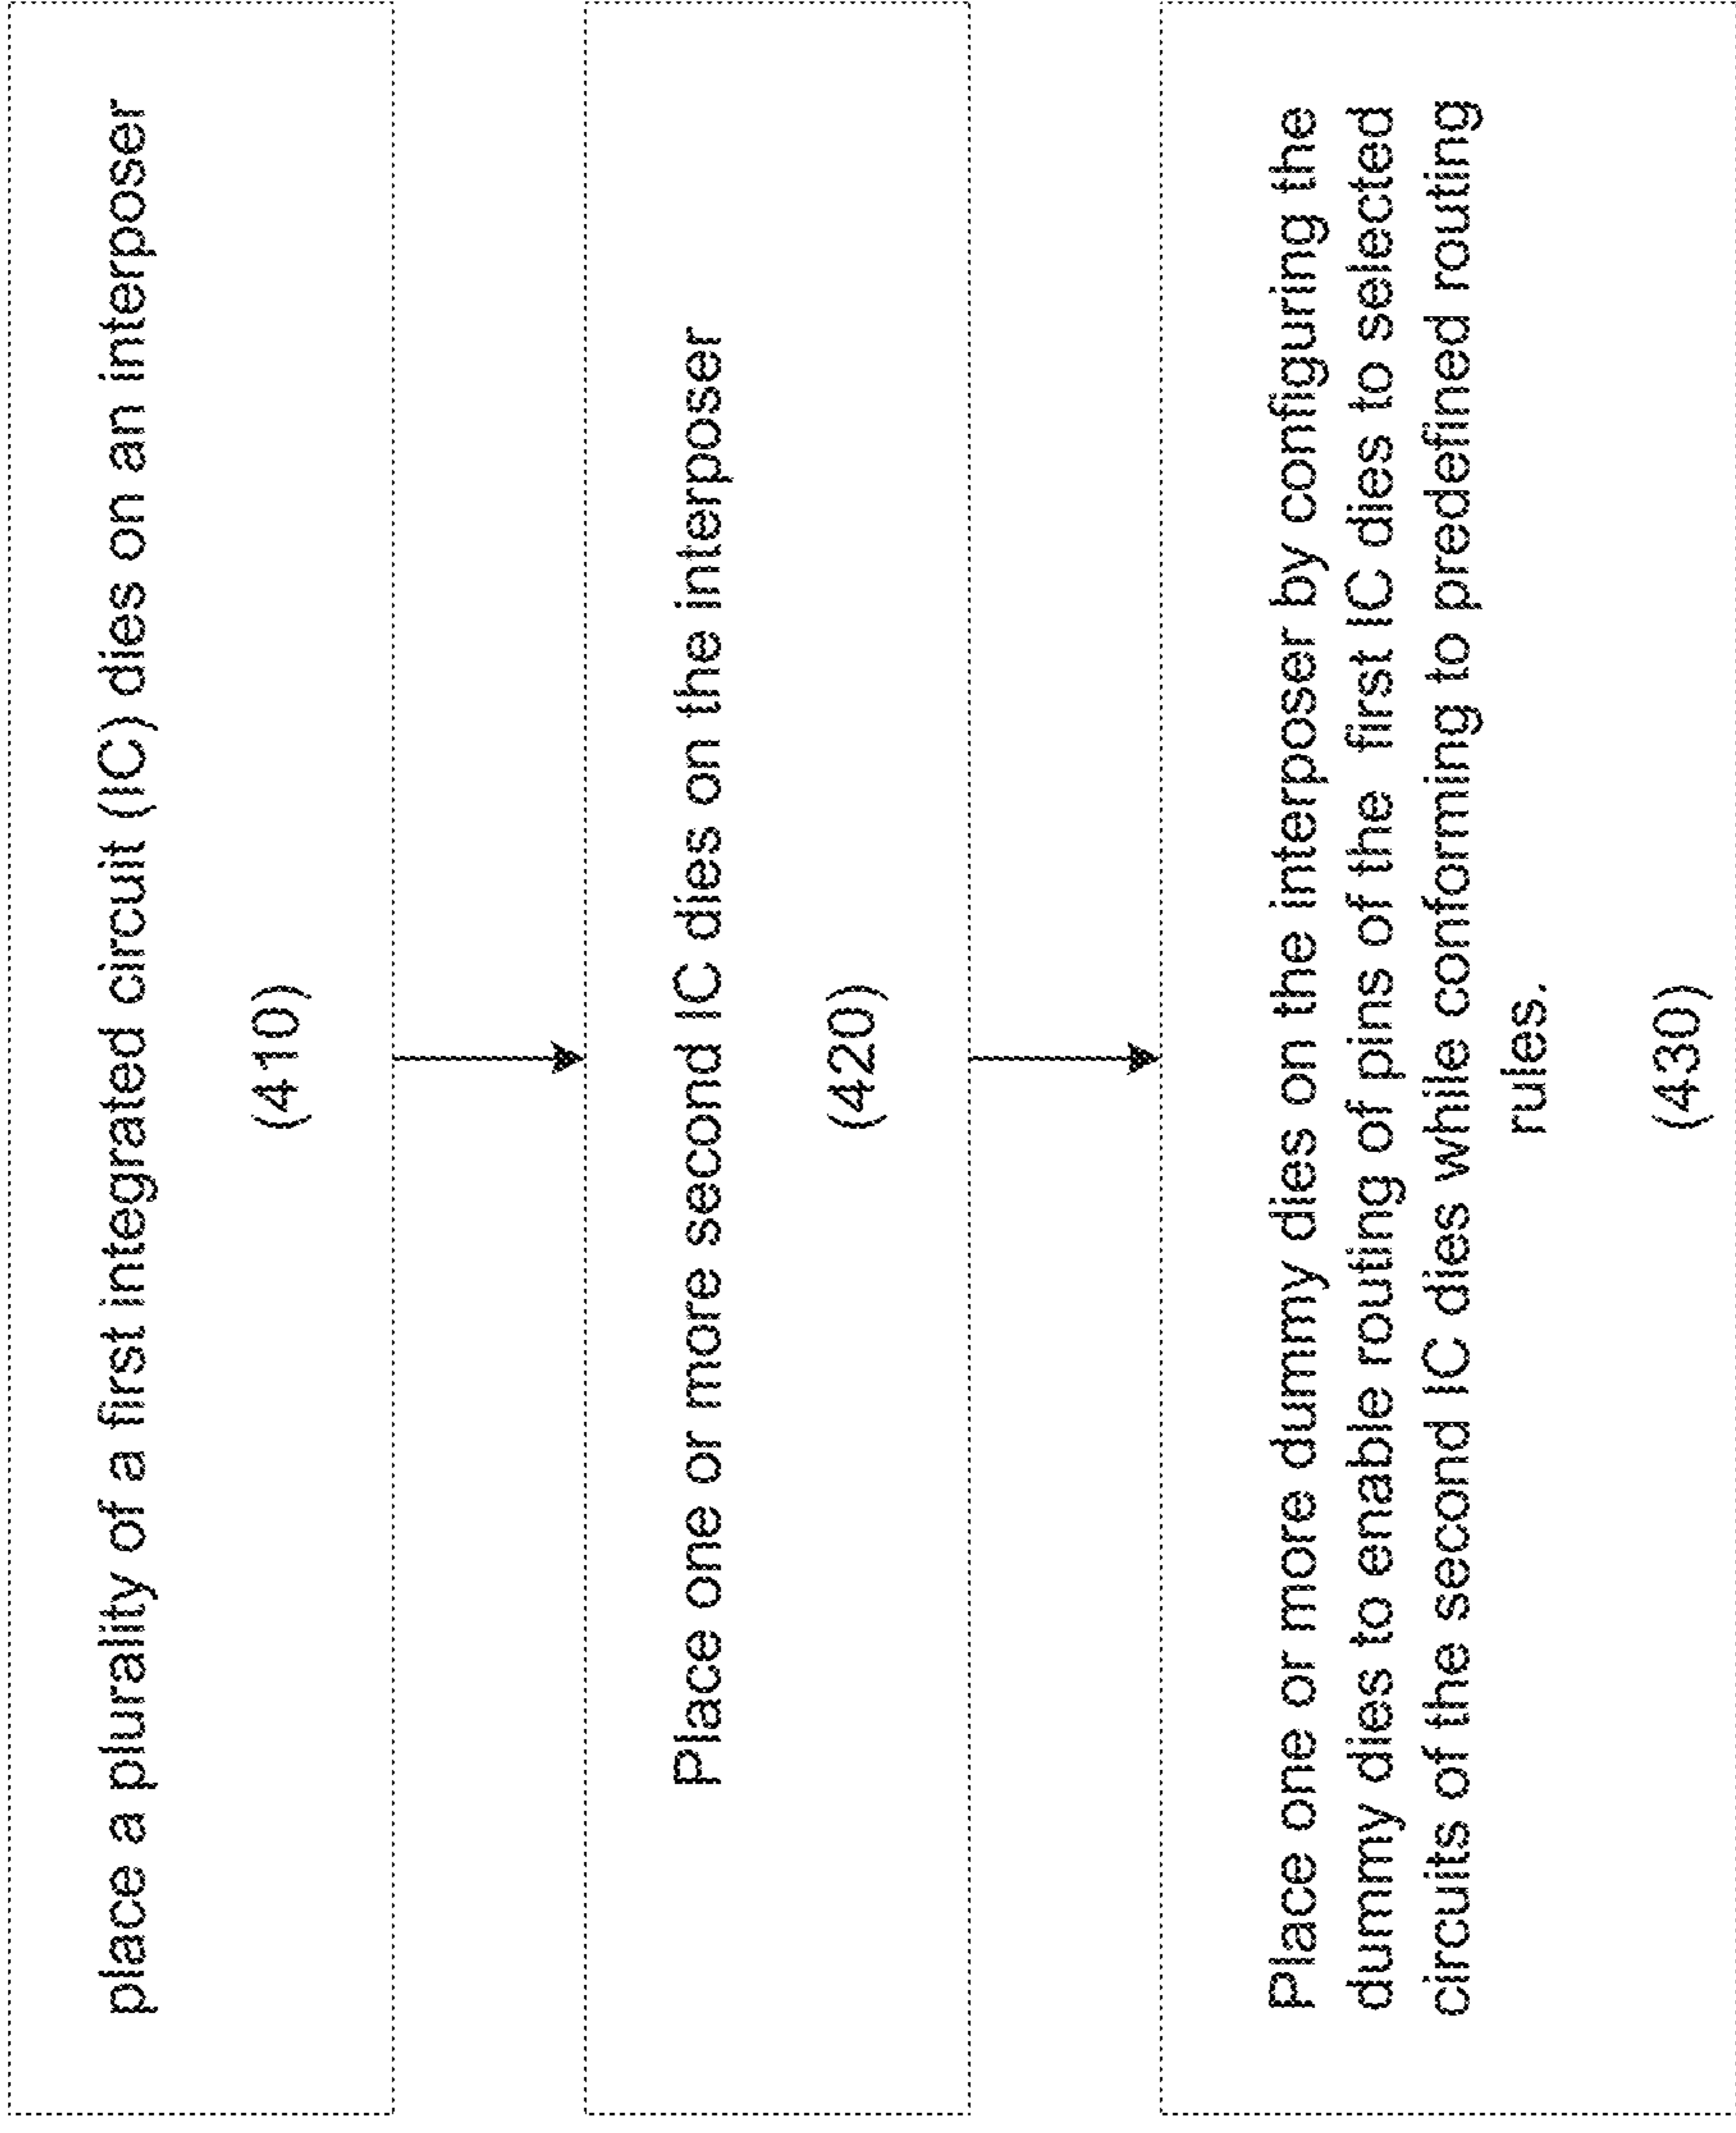 place a plurality of a first integrated circuit (IC) dies on an interposer
(410)
Place one or more second IC dies on the interposer
(420)
Place one or more dummy dies on the interposer by configuring the
dummy dies to enable routing of pins of the first IC dies to selected
circuits of the second IC dies while conforming to predefined routing
rules.
(430)